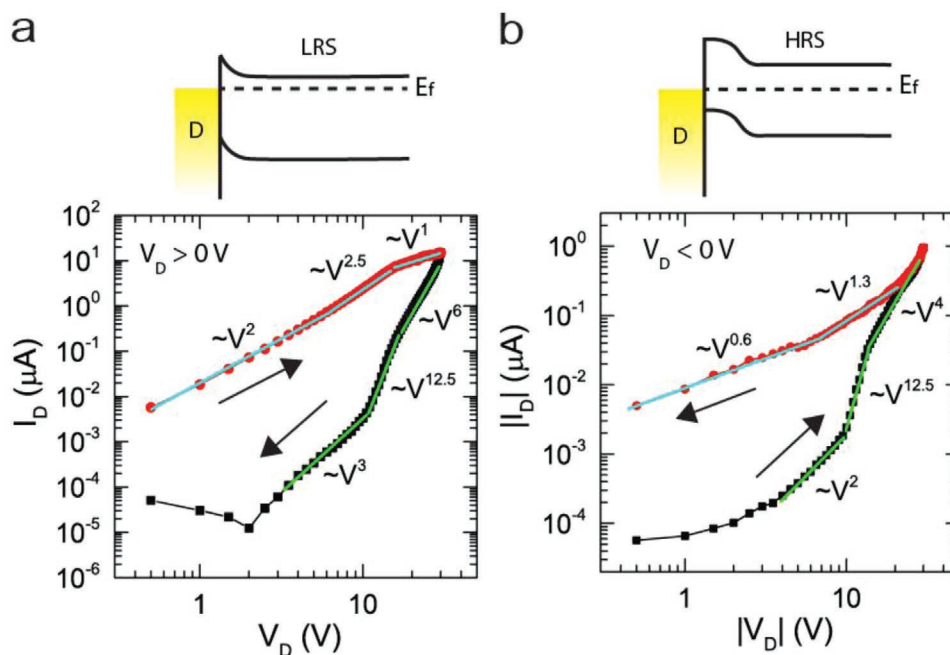 a
LRS
Ef
D
V_D > 0 V
~V^1
~V^2.5
~V^2
~V^6
~V^12.5
~V^3
10^2
10^1
10^0
10^-1
10^-2
10^-3
10^-4
10^-5
10^-6
I_D (μA)
1
10
V_D (V)
b
HRS
Ef
D
V_D < 0 V
~V^1.3
~V^4
~V^0.6
~V^12.5
~V^2
10^0
10^-1
10^-2
10^-3
10^-4
|I_D| (μA)
1
10
|V_D| (V)